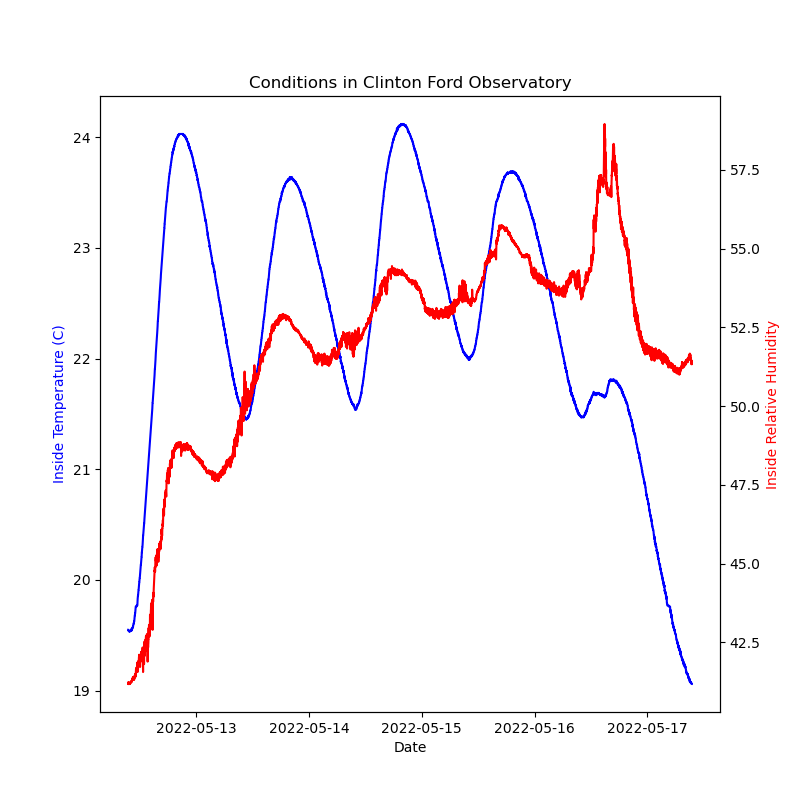 Conditions in Clinton Ford Observatory
24
23
22
21
20
19
Inside Temperature (C)
57.5
55.0
52.5
50.0
47.5
45.0
42.5
Inside Relative Humidity
2022-05-13 2022-05-14 2022-05-15 2022-05-16 2022-05-17
Date